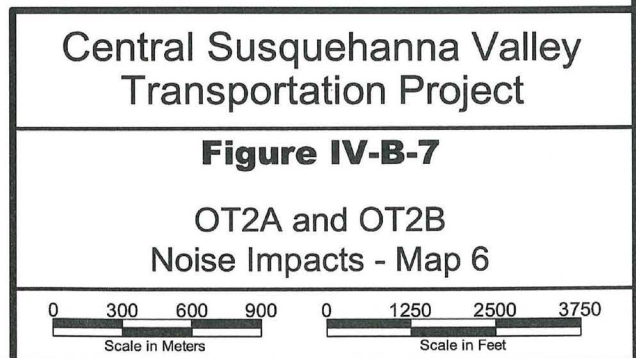 Central Susquehanna Valley
Transportation Project
Figure IV-B-7
OT2A and OT2B
Noise Impacts - Map 6
0 300 600 900 0 1250 2500 3750
Scale in Meters Scale in Feet